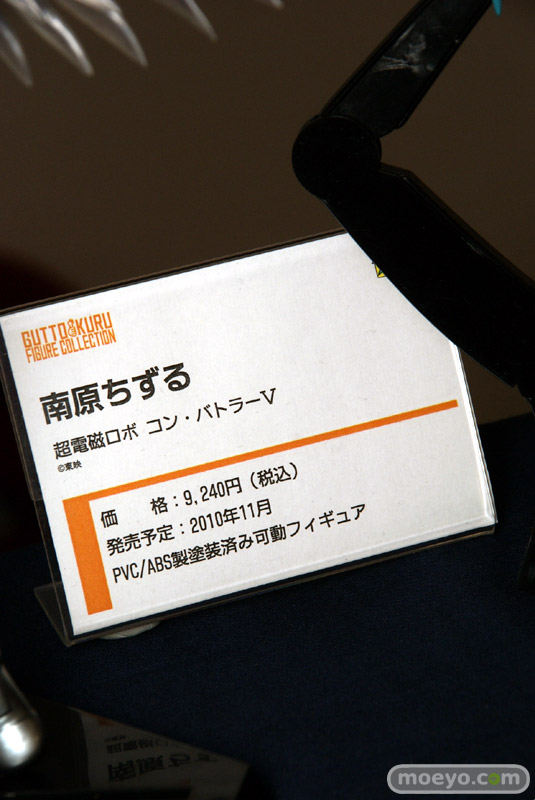 GUTTO KURU
FIGURE COLLECTION
南原ちずる
超電磁ロボ コン・バトラーV
©東映
価 格：9,240円（税込）
発売予定：2010年11月
PVC/ABS製塗装済み可動フィギュア
moeyo.com